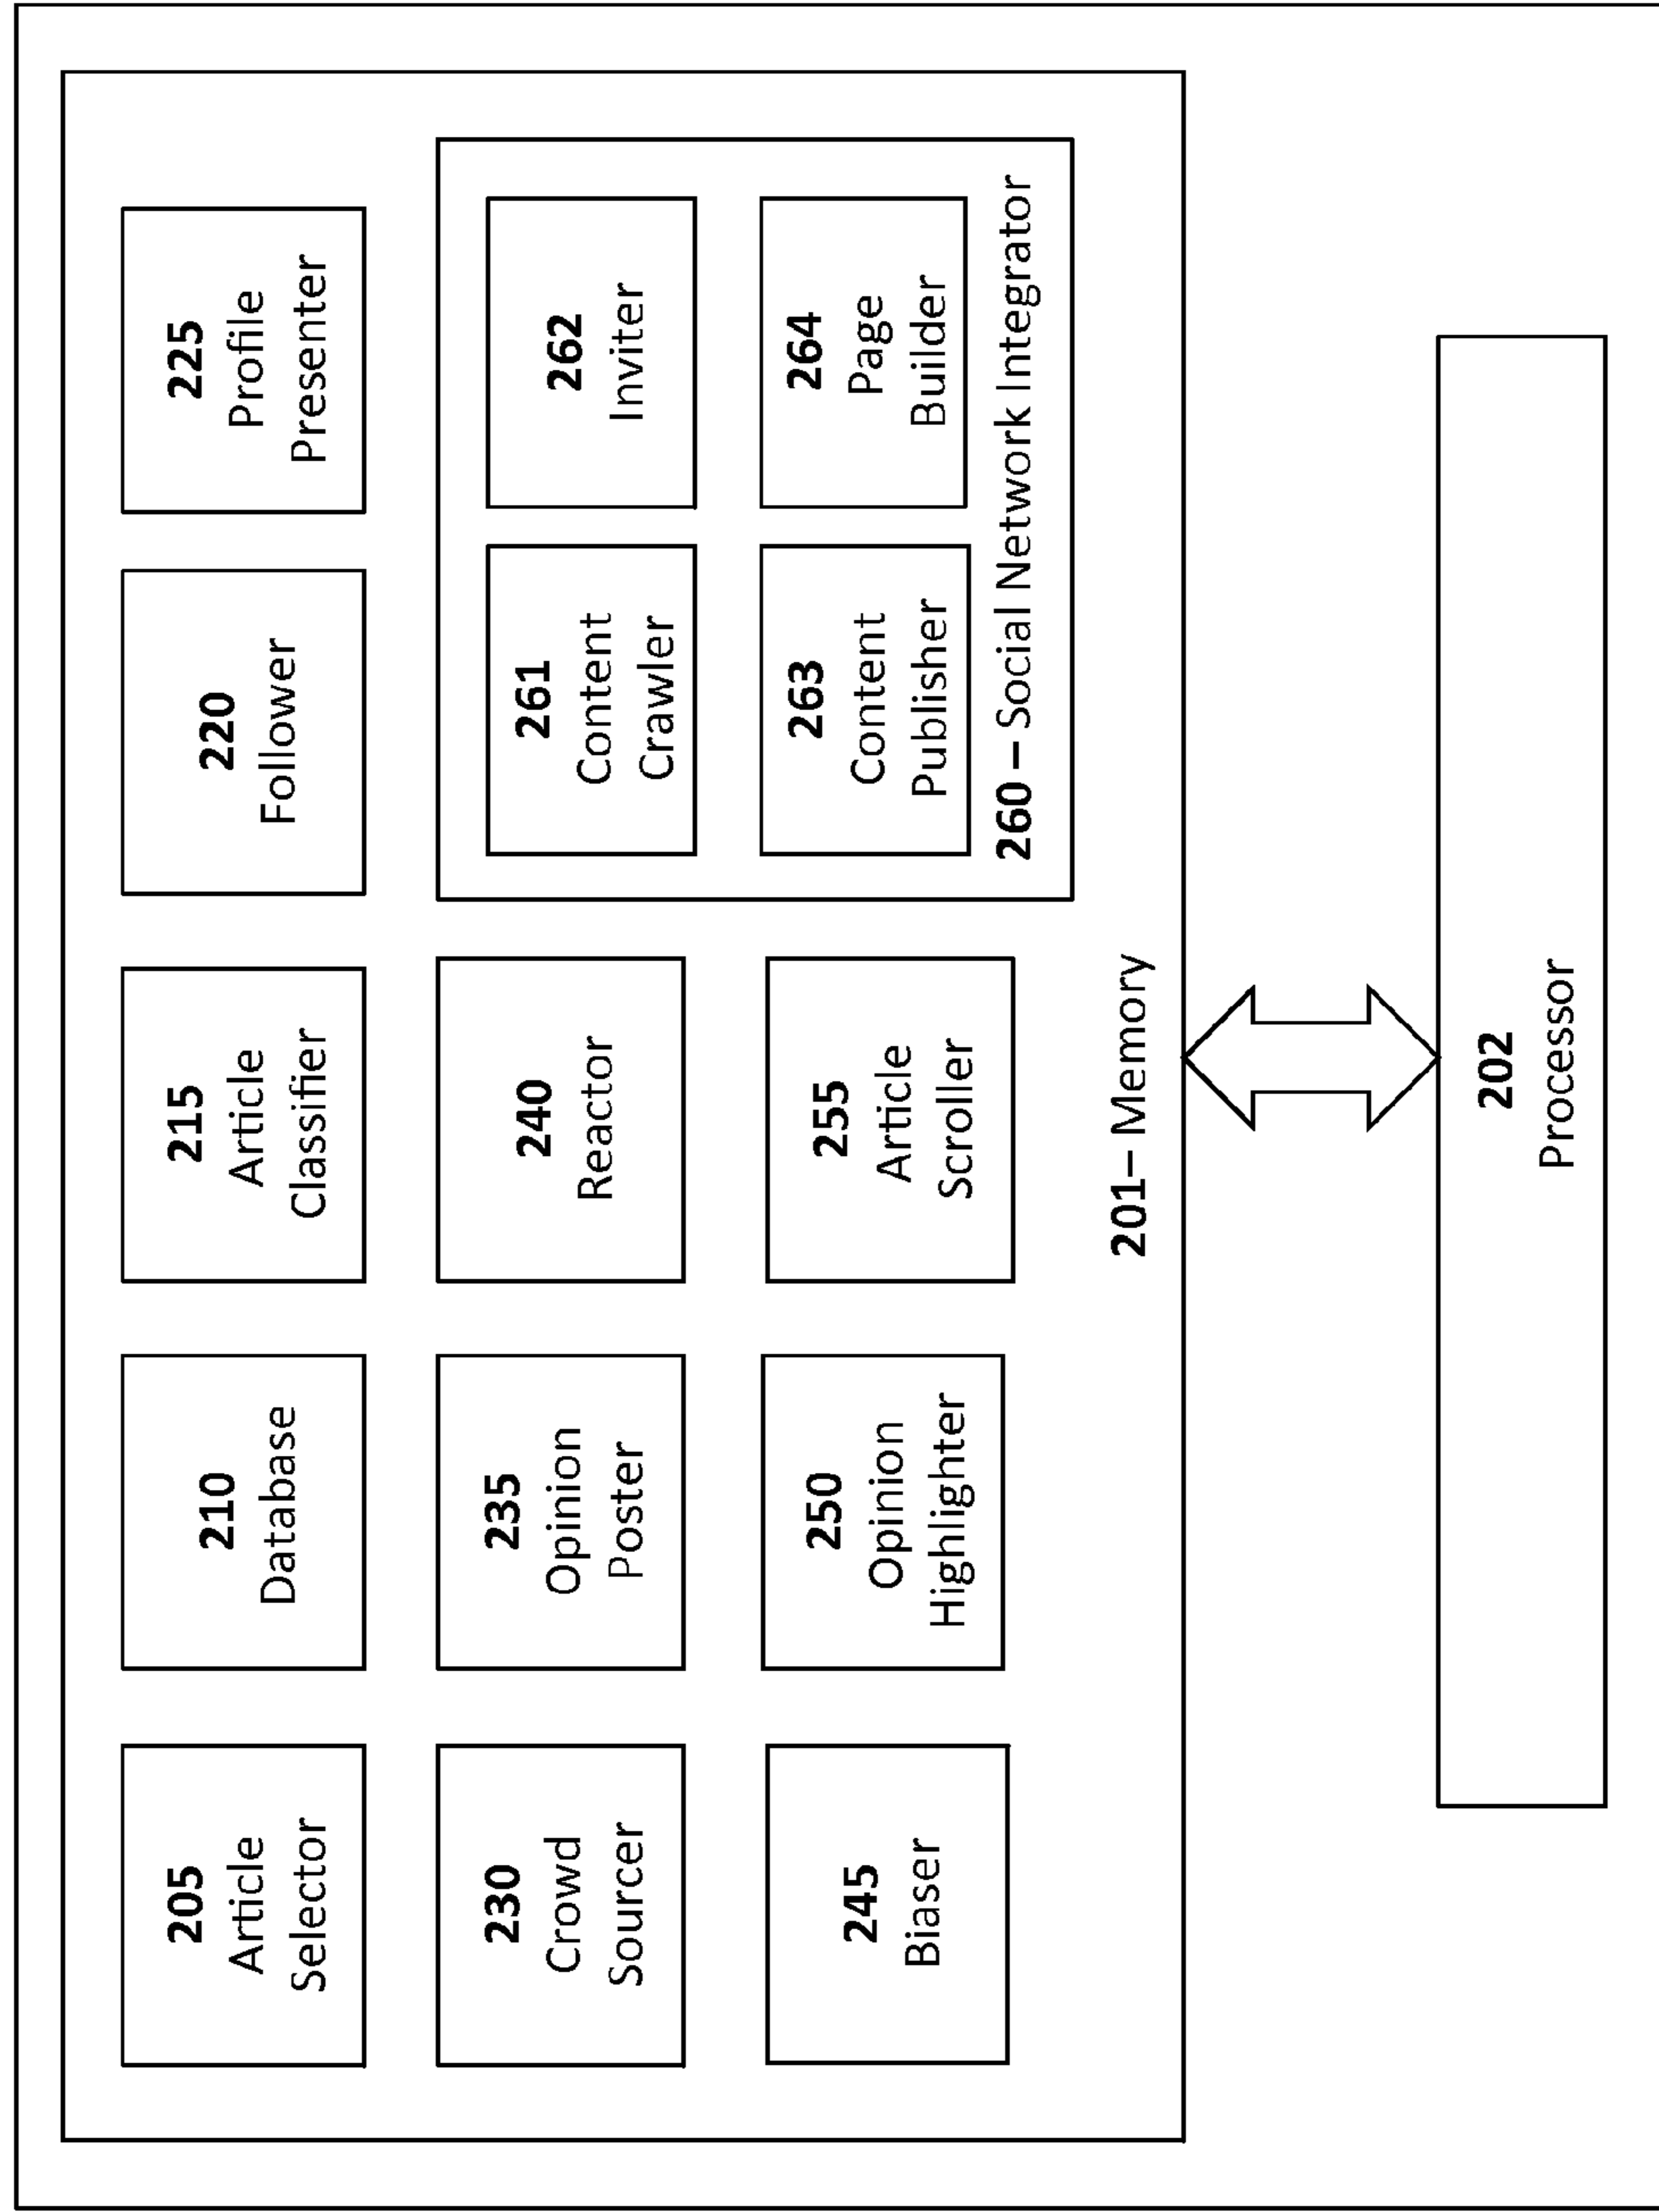 205
Article
Selector
210
Database
215
Article
Classifier
220
Follower
225
Profile
Presenter
230
Crowd
Sourcer
235
Opinion
Poster
240
Reactor
245
Biaser
250
Opinion
Highlighter
255
Article
Scroller
261
Content
Crawler
262
Inviter
263
Content
Publisher
264
Page
Builder
260 – Social Network Integrator
201– Memory
202
Processor